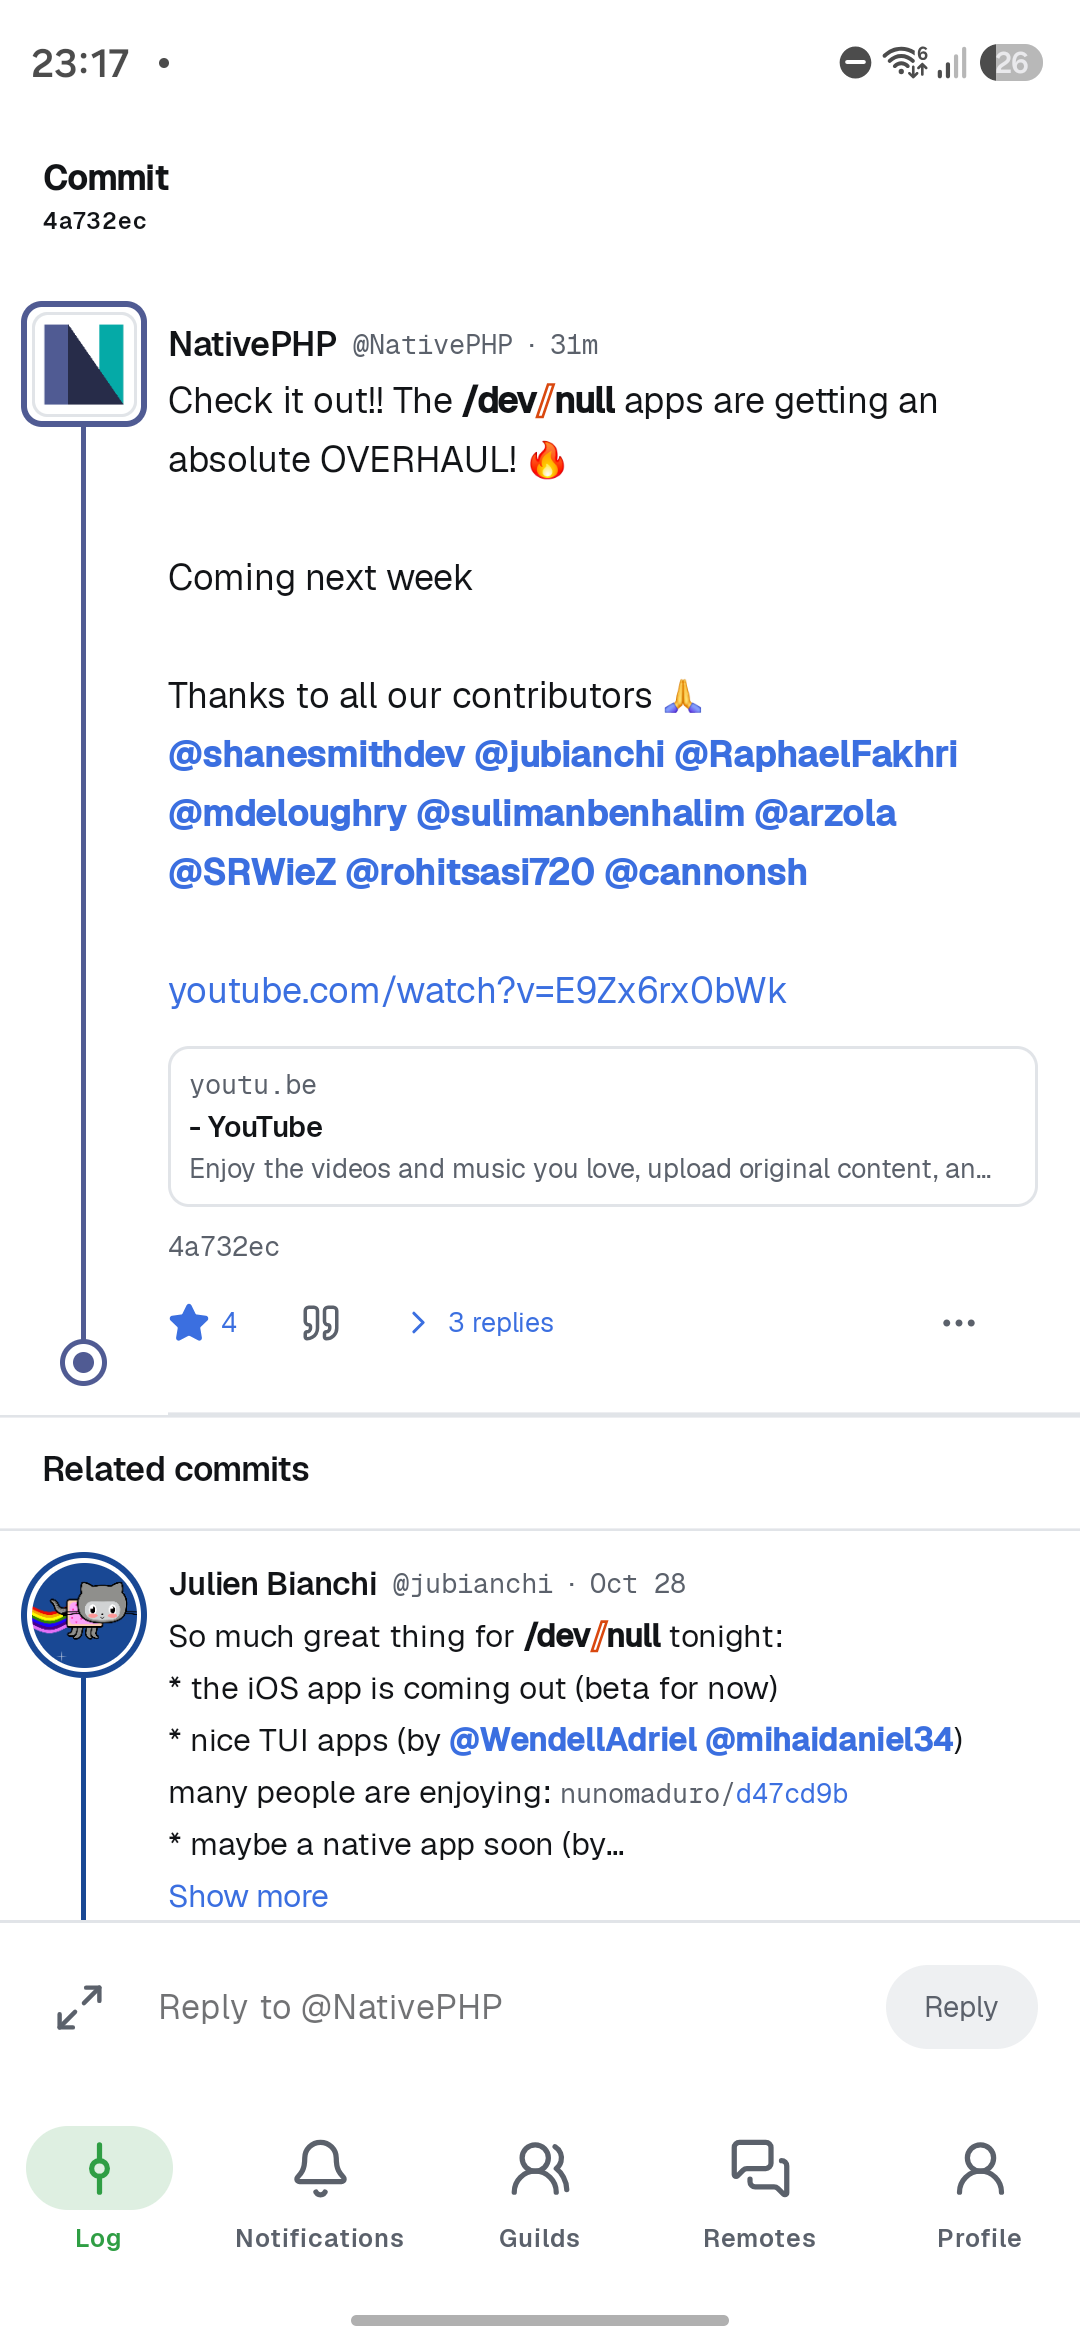 23:17
6
26
Commit
4a732ec
NativePHP @NativePHP · 31m
Check it out!! The /dev//null apps are getting an
absolute OVERHAUL! 🔥
Coming next week
Thanks to all our contributors 🙏
@shanesmithdev @jubianchi @RaphaelFakhri
@mdeloughry @sulimanbenhalim @arzola
@SRWieZ @rohitsasi720 @cannonsh
youtube.com/watch?v=E9Zx6rx0bWk
youtu.be
- YouTube
Enjoy the videos and music you love, upload original content, an...
4a732ec
4
3 replies
Related commits
Julien Bianchi @jubianchi · Oct 28
So much great thing for /dev//null tonight:
* the iOS app is coming out (beta for now)
* nice TUI apps (by @WendellAdriel @mihaidaniel34)
many people are enjoying: nunomaduro/d47cd9b
* maybe a native app soon (by...
Show more
Reply to @NativePHP
Reply
Log
Notifications
Guilds
Remotes
Profile